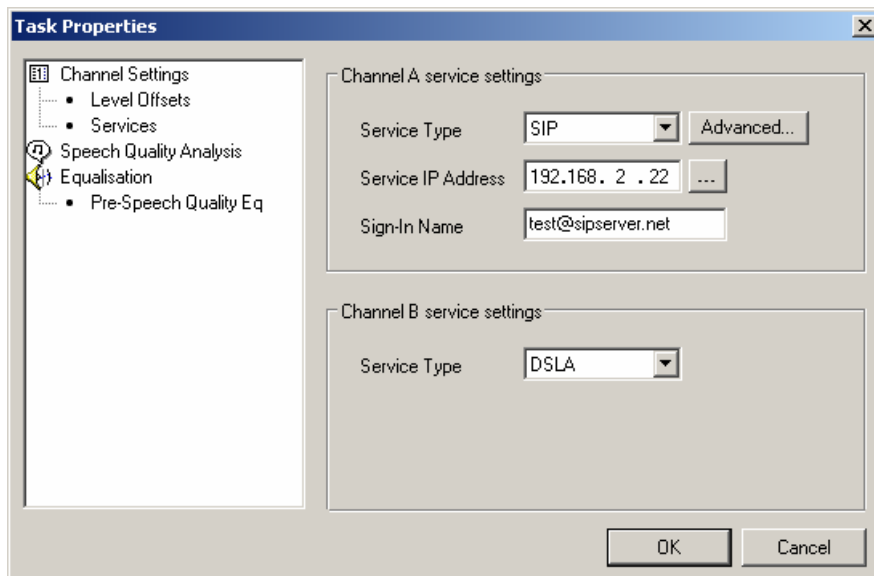 Task Properties
Channel Settings
Level Offsets
Services
Speech Quality Analysis
Equalisation
Pre-Speech Quality Eq
Channel A service settings
Service Type SIP Advanced...
Service IP Address 192.168. 2 .22 ...
Sign-In Name test@sipserver.net
Channel B service settings
Service Type DSLA
OK Cancel